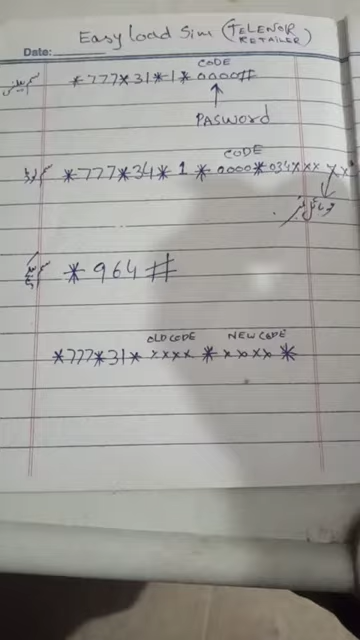 Easy load Sim (TELENOR RETAILER)
Date:
CODE
*777*31*1*0000#
PASWORD
CODE
*777*34*1*0000*034xxxxx
*964#
OLD CODE NEW CODE
*777*31*xxxx*xxxx*